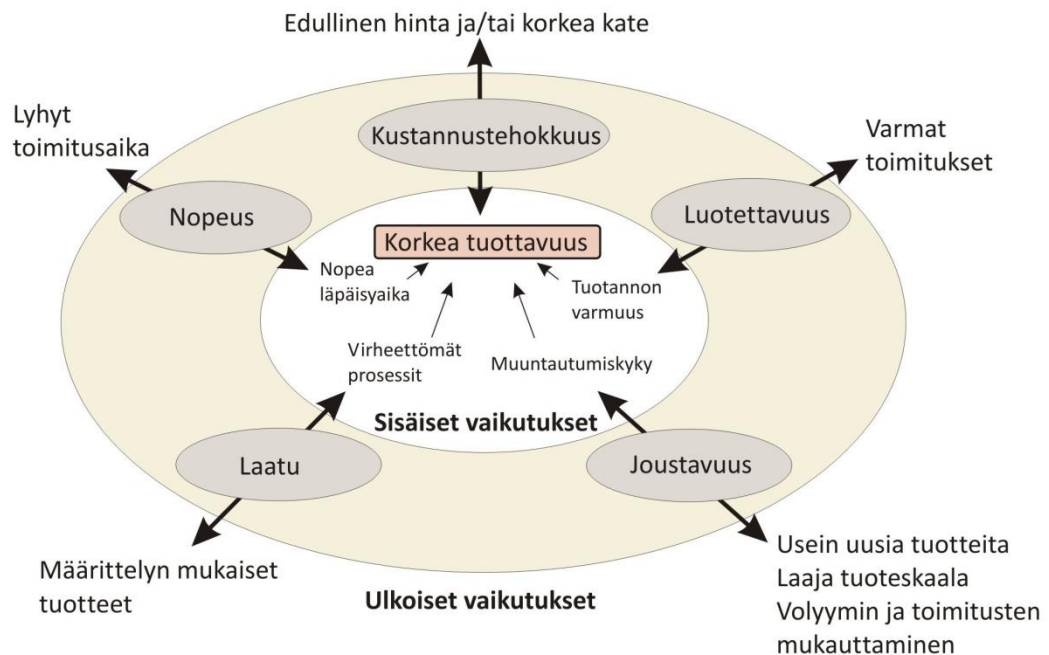 Edullinen hinta ja/tai korkea kate
Lyhyt
toimitusaika
Kustannustehokkuus
Varmat
toimitukset
Nopeus
Luotettavuus
Korkea tuottavuus
Nopea
läpäisyaika
Tuotannon
varmuus
Virheettömät
prosessit
Muuntautumiskyky
Sisäiset vaikutukset
Laatu
Joustavuus
Määrittelyn mukaiset
tuotteet
Ulkoiset vaikutukset
Usein uusia tuotteita
Laaja tuoteskaala
Volyymin ja toimitusten
mukauttaminen